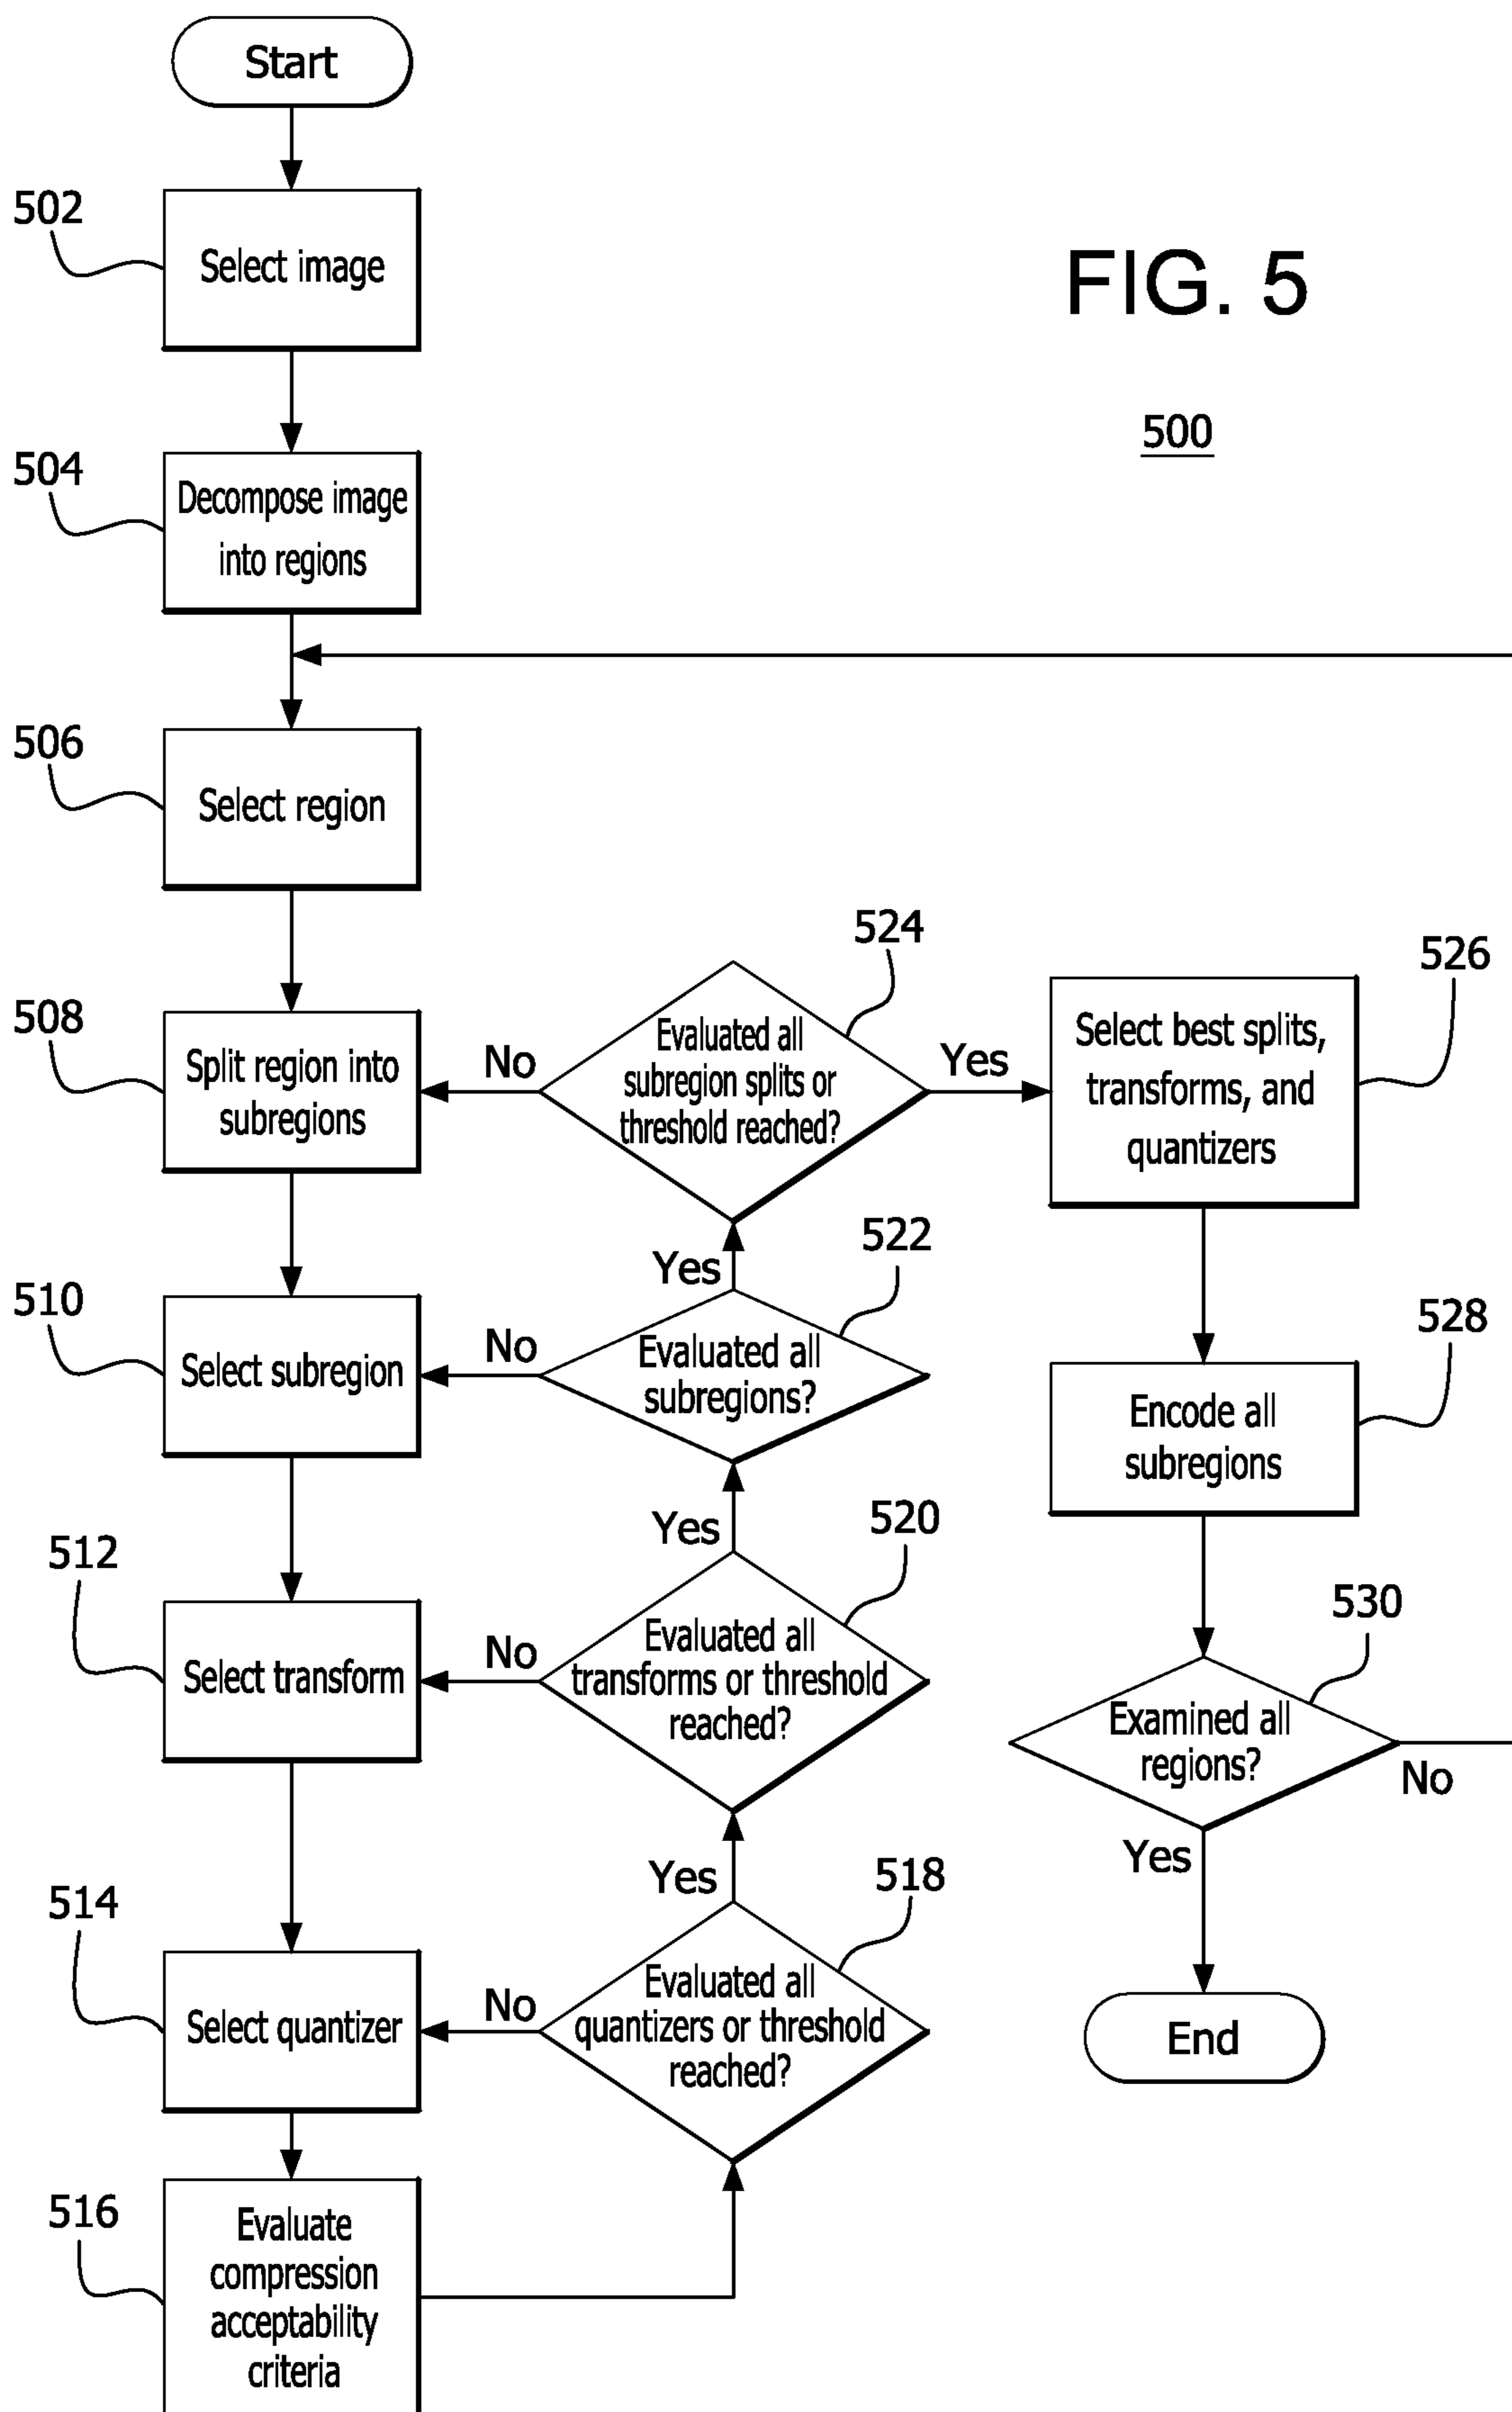 Start
502
Select image
FIG. 5
500
504
Decompose image
into regions
506
Select region
508
Split region into
subregions
No
524
Evaluated all
subregion splits or
threshold reached?
Yes
526
Select best splits,
transforms, and
quantizers
510
Select subregion
No
Yes
522
Evaluated all
subregions?
528
Encode all
subregions
512
Select transform
No
Yes
520
Evaluated all
transforms or threshold
reached?
530
Examined all
regions?
No
Yes
514
Select quantizer
No
Yes
518
Evaluated all
quantizers or threshold
reached?
End
516
Evaluate
compression
acceptability
criteria